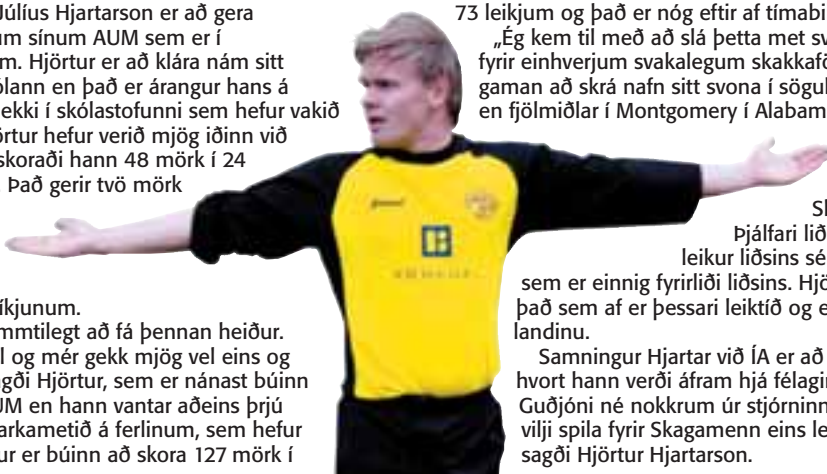 Júlíus Hjartarson er að gera
um sínum AUM sem er í
m. Hjörtur er að klára nám sitt
ólann en það er árangur hans á
ekki í skólastofunni sem hefur vakið
örtur hefur verið mjög iðinn við
skoraði hann 48 mörk í 24
. Það gerir tvö mörk
íkjunum.
mmtilegt að fá þennan heiður.
l og mér gekk mjög vel eins og
gði Hjörtur, sem er nánast búinn
UM en hann vantar aðeins þrjú
arkametið á ferlinum, sem hefur
ur er búinn að skora 127 mörk í
73 leikjum og það er nóg eftir af tímabi
„Ég kem til með að slá þetta met sv
fyrir einhverjum svakalegum skakkafö
gaman að skrá nafn sitt svona í sögul
en fjölmiðlar í Montgomery í Alabam
Sl
Þjálfari lið
leikur liðsins sé
sem er einnig fyrirliði liðsins. Hjö
það sem af er þessari leiktíð og e
landinu.
Samningur Hjartar við ÍA er að
hvort hann verði áfram hjá félagin
Guðjóni né nokkrum úr stjórninn
vilji spila fyrir Skagamenn eins le
sagði Hjörtur Hjartarson.